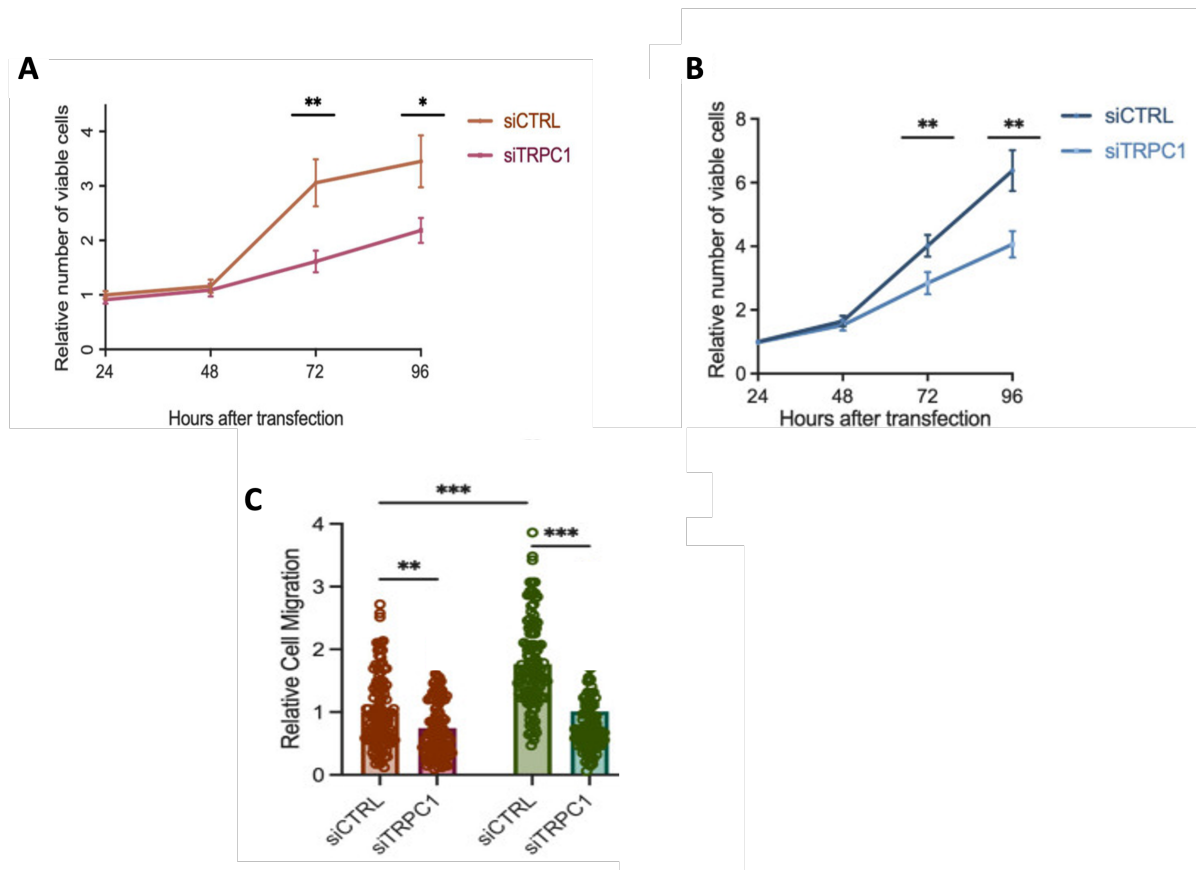 A
**
*
siCTRL
siTRPC1
Relative number of viable cells
4
3
2
1
0
24 48 72 96
Hours after transfection
B
**
**
siCTRL
siTRPC1
Relative number of viable cells
8
6
4
2
0
24 48 72 96
Hours after transfection
C
***
**
***
Relative Cell Migration
4
3
2
1
0
siCTRL
siTRPC1
siCTRL
siTRPC1